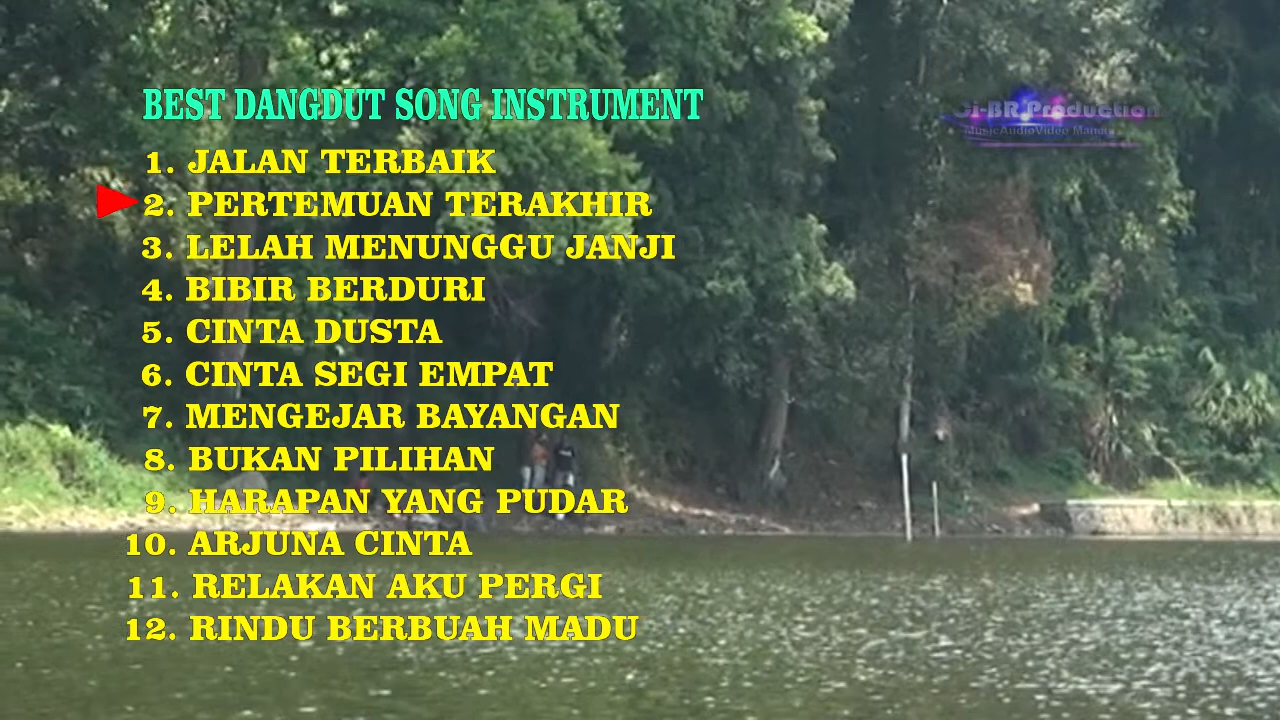 BEST DANGDUT SONG INSTRUMENT
1. JALAN TERBAIK
2. PERTEMUAN TERAKHIR
3. LELAH MENUNGGU JANJI
4. BIBIR BERDURI
5. CINTA DUSTA
6. CINTA SEGI EMPAT
7. MENGEJAR BAYANGAN
8. BUKAN PILIHAN
9. HARAPAN YANG PUDAR
10. ARJUNA CINTA
11. RELAKAN AKU PERGI
12. RINDU BERBUAH MADU
Production
MusicAudioVideo